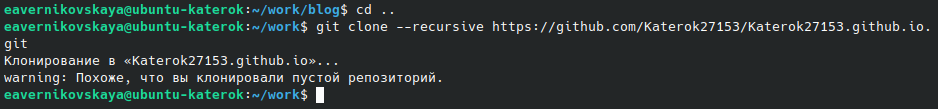 eavernikovskaya@ubuntu-katerok:~/work/blog$ cd ..
eavernikovskaya@ubuntu-katerok:~/work$ git clone --recursive https://github.com/Katerok27153/Katerok27153.github.io.
git
Клонирование в «Katerok27153.github.io»...
warning: Похоже, что вы клонировали пустой репозиторий.
eavernikovskaya@ubuntu-katerok:~/work$